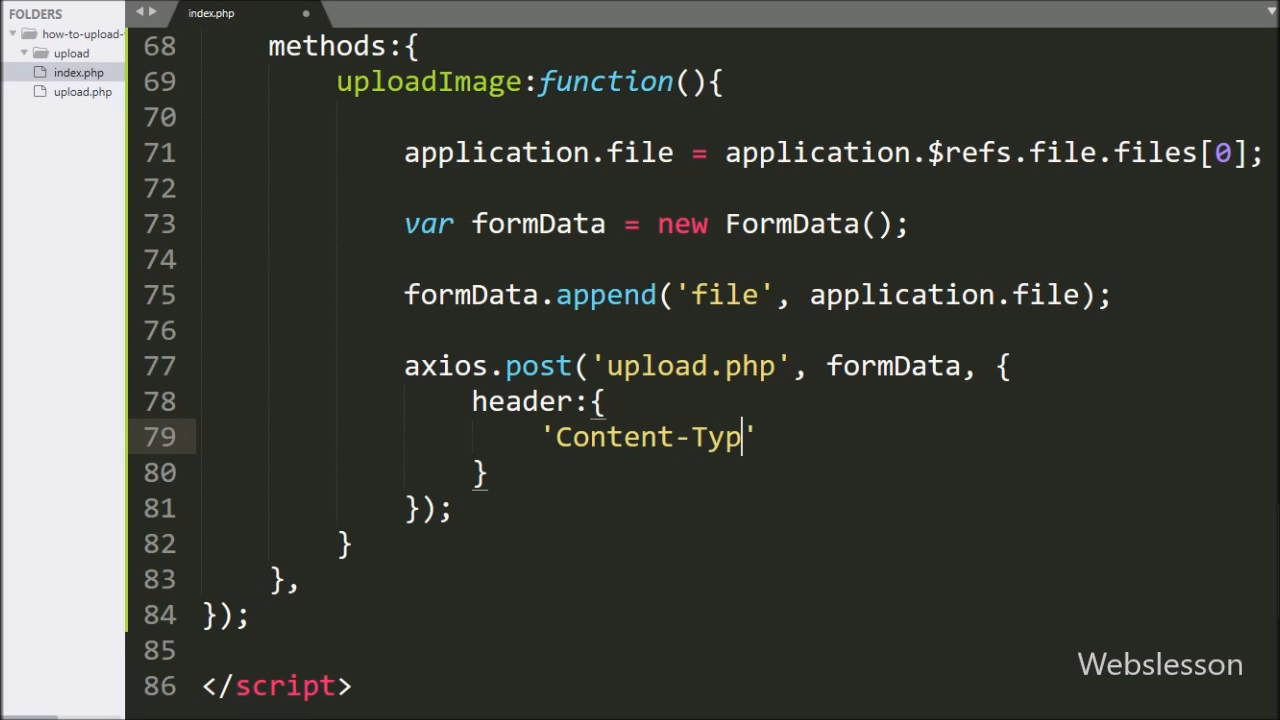 FOLDERS
how-to-upload-
upload
index.php
upload.php
index.php
68 methods:{
69 uploadImage:function(){
70
71 application.file = application.$refs.file.files[0];
72
73 var formData = new FormData();
74
75 formData.append('file', application.file);
76
77 axios.post('upload.php', formData, {
78 header:{
79 'Content-Typ'
80 }
81 });
82 }
83 },
84 });
85
86 </script>
Webslesson